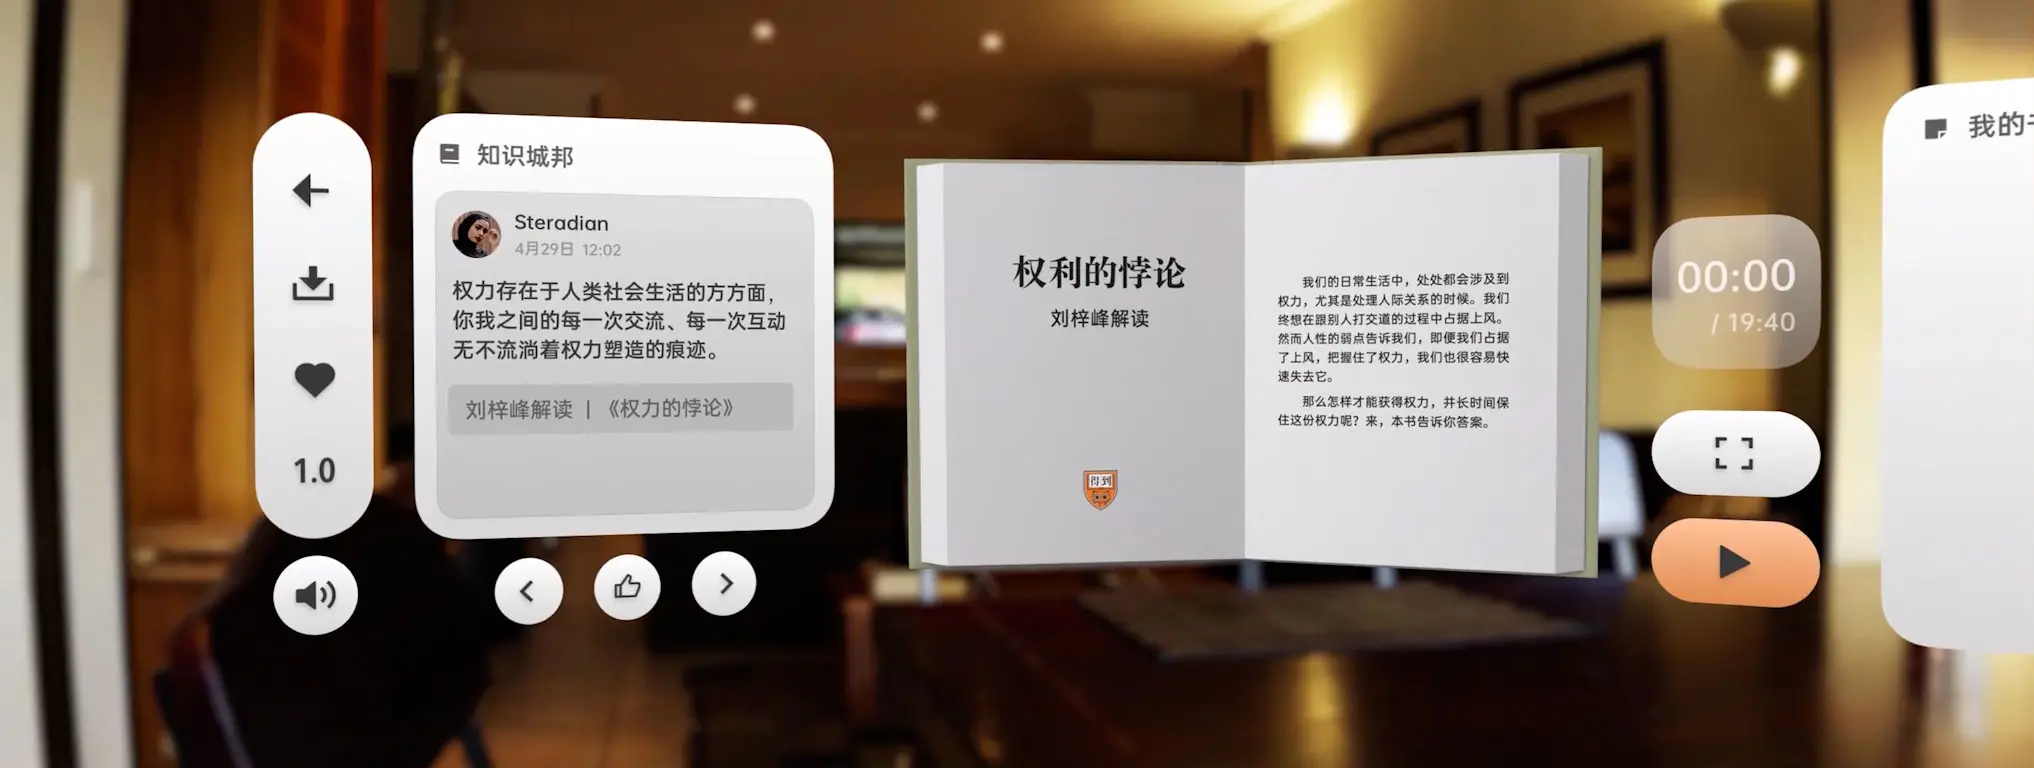 知识城邦
Steradian
4月29日 12:02
权力存在于人类社会生活的方方面，
你我之间的每一次交流、每一次互动
无不流淌着权力塑造的痕迹。
刘梓峰解读 | 《权力的悖论》
1.0
权利的悖论
刘梓峰解读
得到
我们的日常生活中，处处都会涉及到
权力，尤其是处理人际关系的时候。我们
终想在跟别人打交道的过程中占据上风。
然而人性的弱点告诉我们，即便我们占据
了上风，把握住了权力，我们也很容易快
速失去它。
那么怎样才能获得权力，并长时间保
住这份权力呢？来，本书告诉你答案。
00:00
/ 19:40
我的